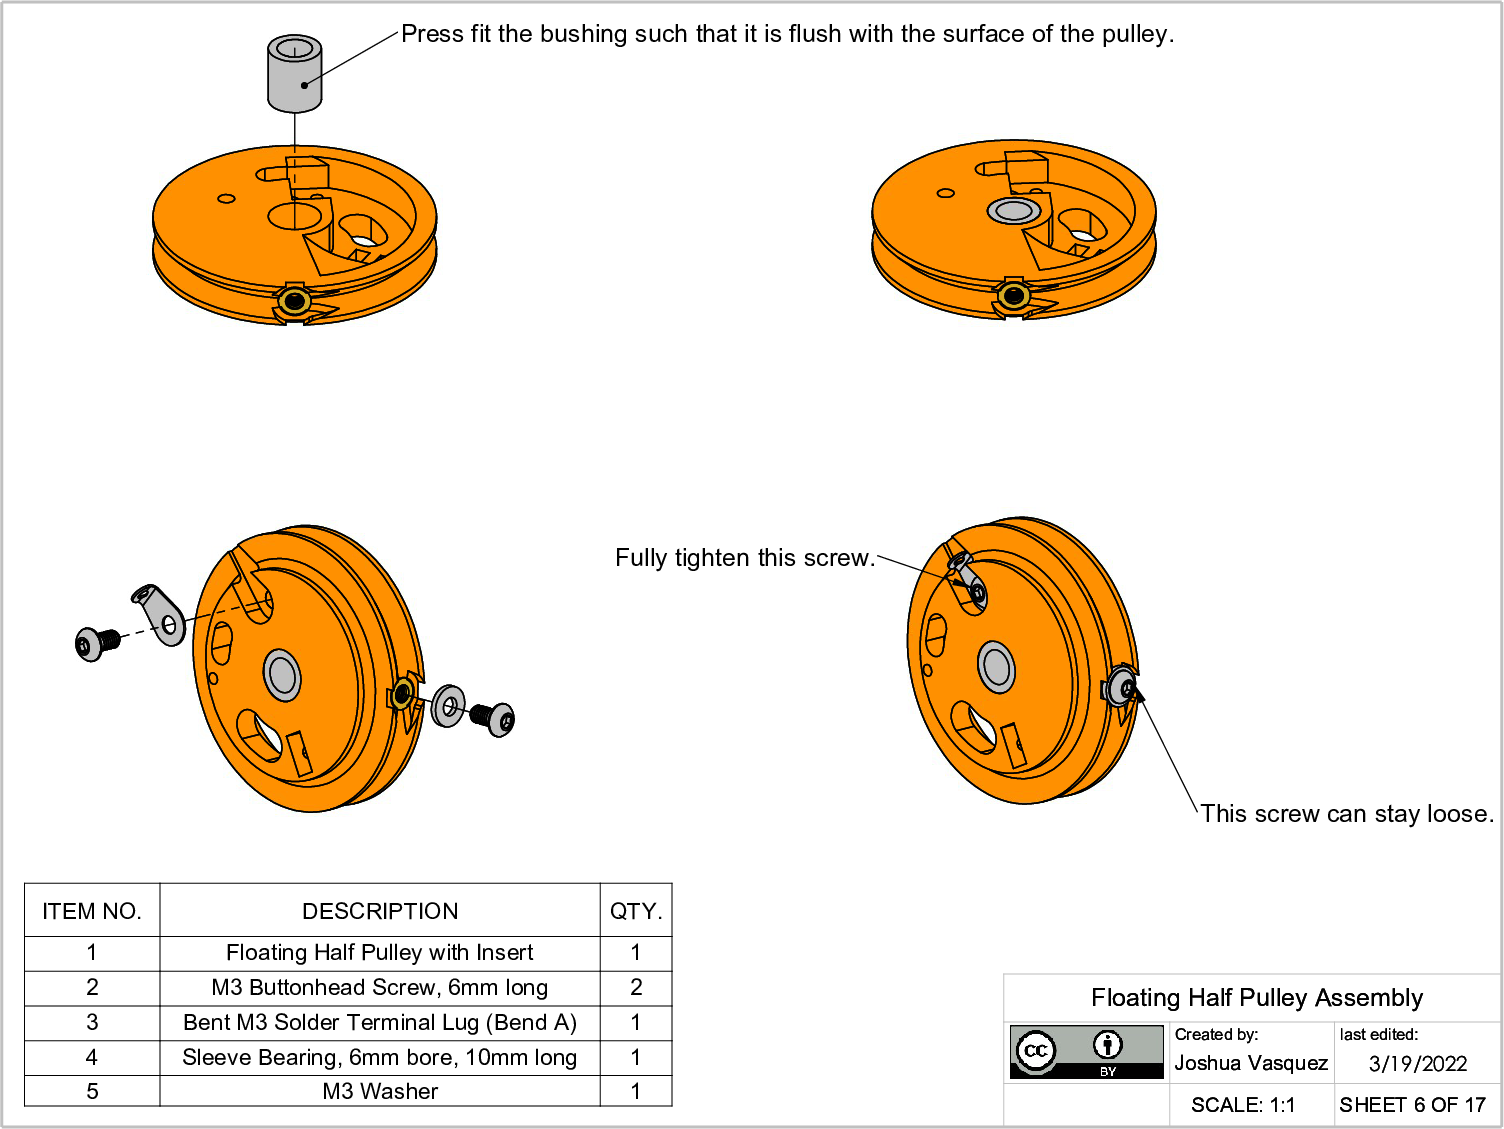 Press fit the bushing such that it is flush with the surface of the pulley.
Fully tighten this screw.
This screw can stay loose.
ITEM NO. DESCRIPTION QTY.
1 Floating Half Pulley with Insert 1
2 M3 Buttonhead Screw, 6mm long 2
3 Bent M3 Solder Terminal Lug (Bend A) 1
4 Sleeve Bearing, 6mm bore, 10mm long 1
5 M3 Washer 1
Floating Half Pulley Assembly
cc BY
Created by: last edited:
Joshua Vasquez 3/19/2022
SCALE: 1:1 SHEET 6 OF 17